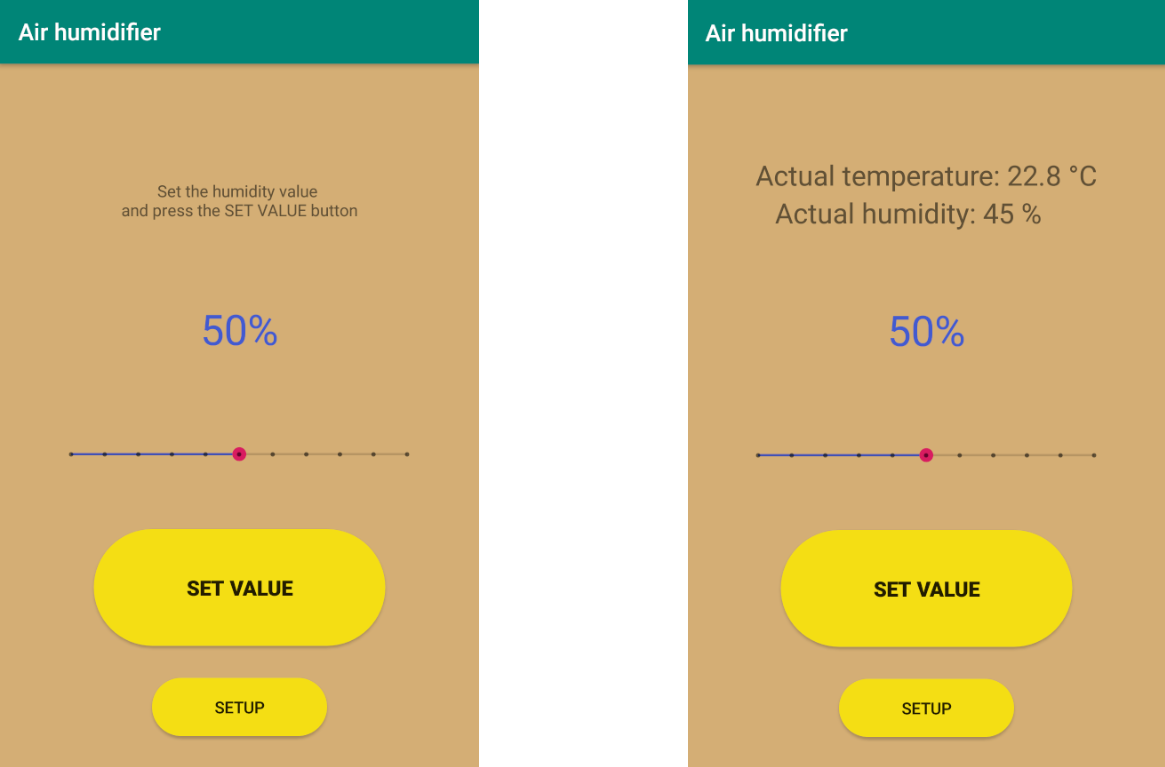 Air humidifier
Set the humidity value
and press the SET VALUE button
50%
SET VALUE
SETUP
Air humidifier
Actual temperature: 22.8 °C
Actual humidity: 45 %
50%
SET VALUE
SETUP